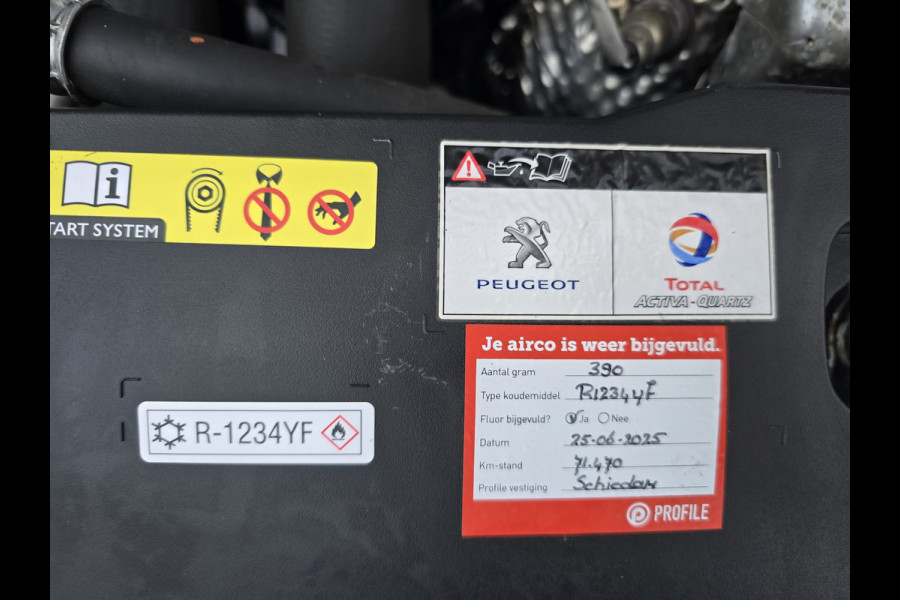 i
TART SYSTEM
PEUGEOT
TOTAL
ACTIVA-QUARTZ
R-1234YF
Je airco is weer bijgevuld.
Aantal gram 390
Type koudemiddel R1234yF
Fluor bijgevuld? Ja Nee
Datum 25-06-2025
Km-stand 71.470
Profile vestiging Schiedam
PROFILE